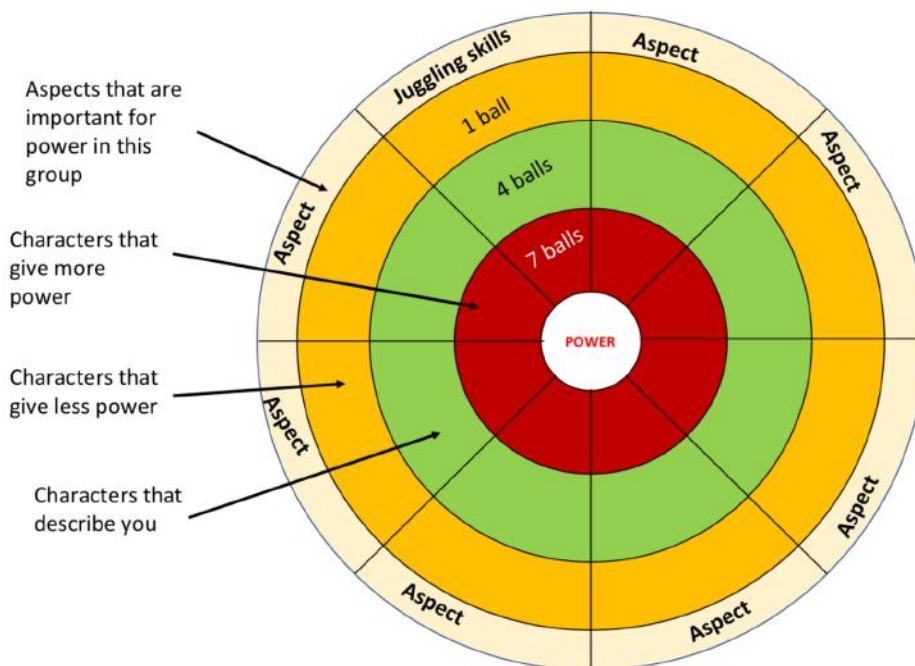 Aspects that are
important for
power in this
group
Characters that
give more
power
Characters that
give less power
Characters that
describe you
Juggling skills
1 ball
4 balls
7 balls
POWER
Aspect
Aspect
Aspect
Aspect
Aspect
Aspect
Aspect